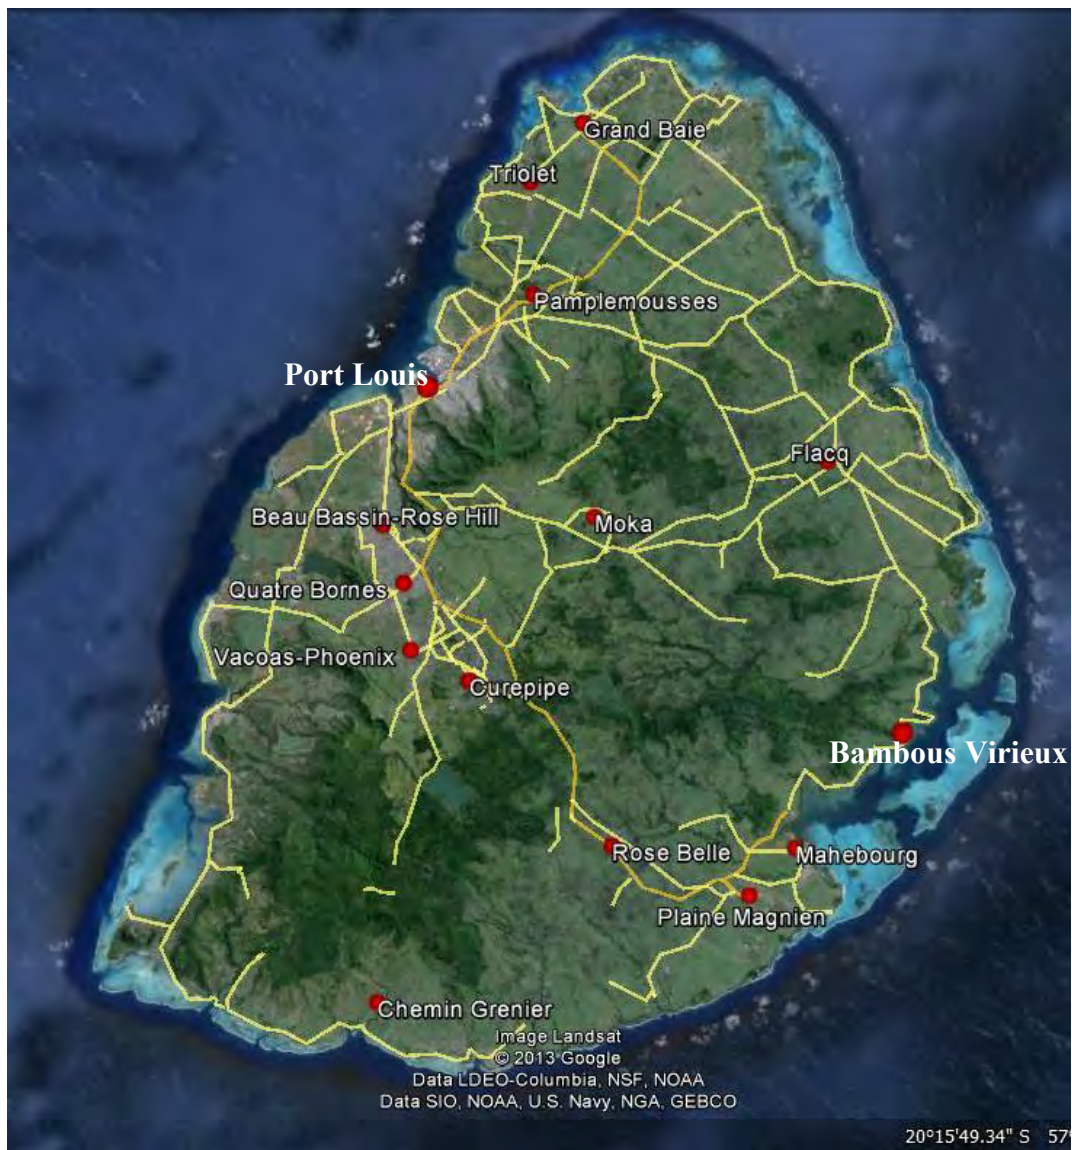 Grand Baie
Triolet
Pamplemousses
Port Louis
Flacq
Beau Bassin-Rose Hill
Moka
Quatre Bornes
Vacoas-Phoenix
Curepipe
Bambous Virieux
Rose Belle
Mahebourg
Plaine Magnien
Chemin Grenier
Image Landsat
© 2013 Google
Data LDEO-Columbia, NSF, NOAA
Data SIO, NOAA, U.S. Navy, NGA, GEBCO
20°15'49.34" S 57°